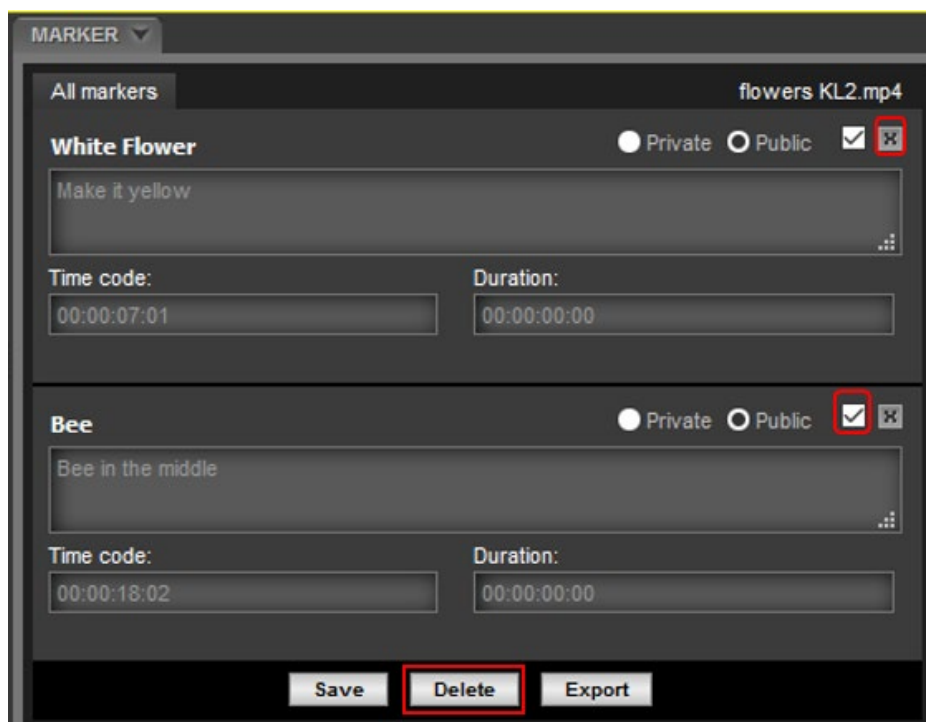 MARKER
All markers flowers KL2.mp4
White Flower Private Public
Make it yellow
Time code: Duration:
00:00:07:01 00:00:00:00
Bee Private Public
Bee in the middle
Time code: Duration:
00:00:18:02 00:00:00:00
Save Delete Export